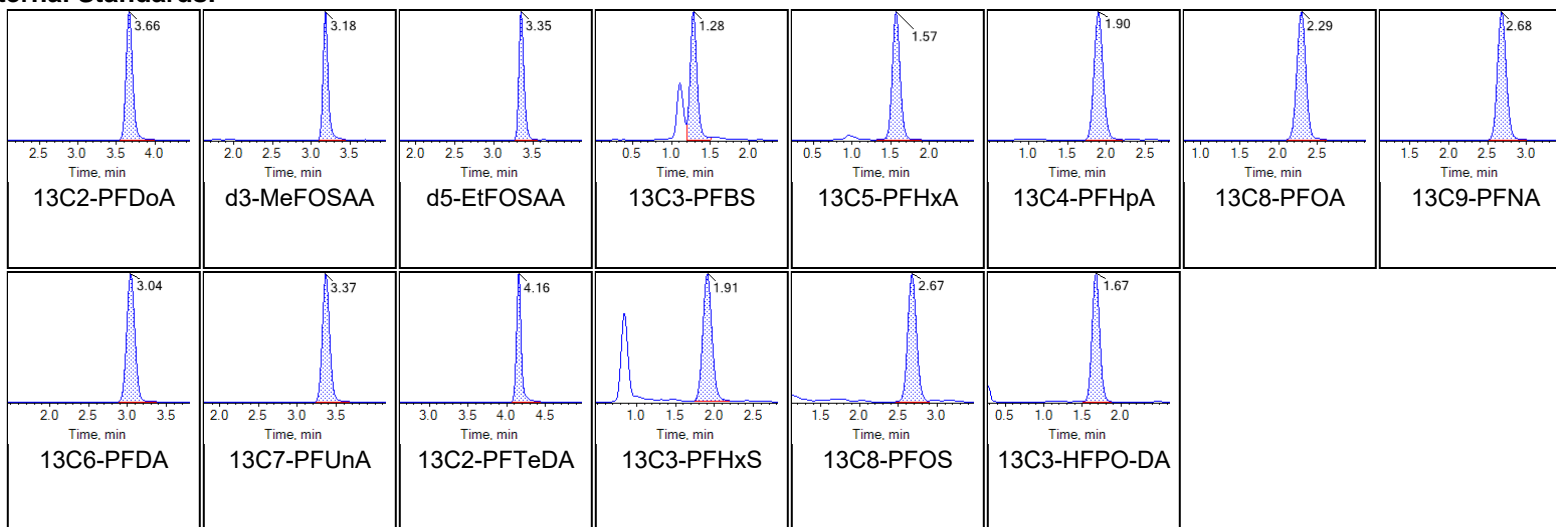 ternal Standards:
3.66 3.18 3.35 1.28 1.57 1.90 2.29 2.68
2.5 3.0 3.5 4.0 2.0 2.5 3.0 3.5 2.0 2.5 3.0 3.5 0.5 1.0 1.5 2.0 0.5 1.0 1.5 2.0 1.0 1.5 2.0 2.5 1.0 1.5 2.0 2.5 1.5 2.0 2.5 3.0
Time, min Time, min Time, min Time, min Time, min Time, min Time, min Time, min
13C2-PFDoA d3-MeFOSAA d5-EtFOSAA 13C3-PFBS 13C5-PFHxA 13C4-PFHpA 13C8-PFOA 13C9-PFNA
3.04 3.37 4.16 1.91 2.67 1.67
2.0 2.5 3.0 3.5 2.0 2.5 3.0 3.5 3.0 3.5 4.0 4.5 1.0 1.5 2.0 2.5 1.5 2.0 2.5 3.0 0.5 1.0 1.5 2.0
Time, min Time, min Time, min Time, min Time, min Time, min
13C6-PFDA 13C7-PFUnA 13C2-PFTeDA 13C3-PFHxS 13C8-PFOS 13C3-HFPO-DA